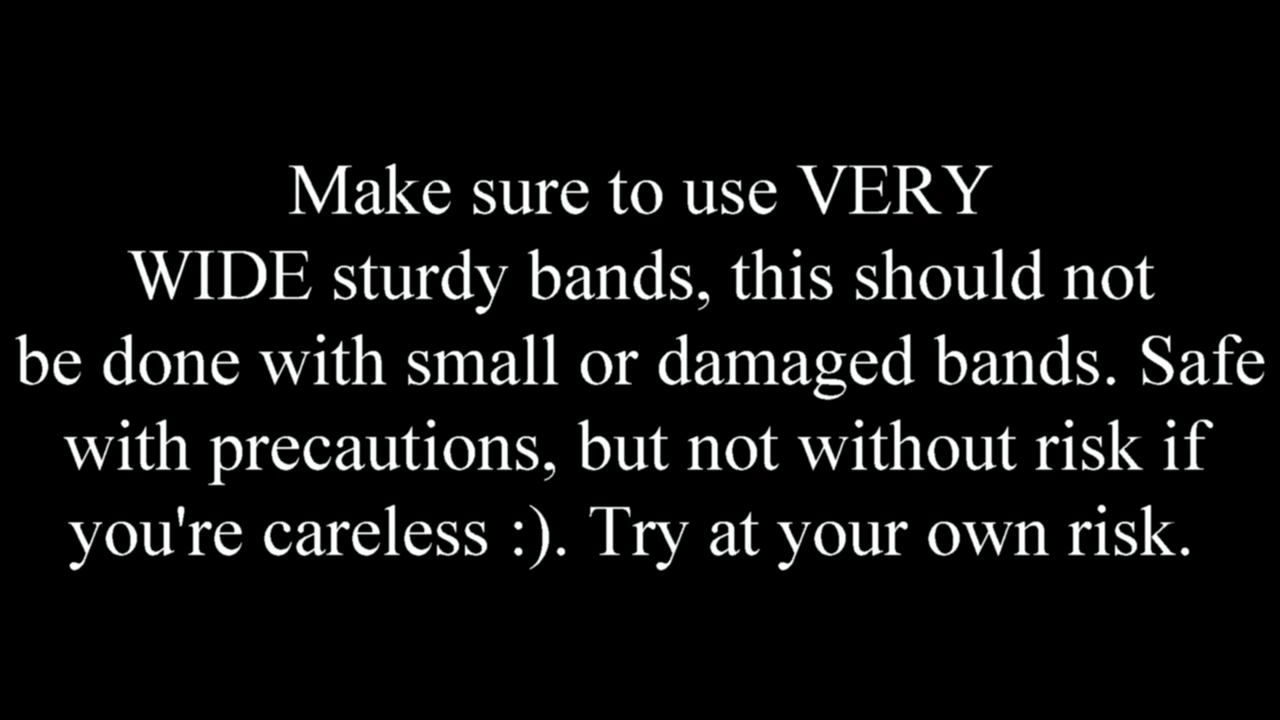 Make sure to use VERY
WIDE sturdy bands, this should not
be done with small or damaged bands. Safe
with precautions, but not without risk if
you're careless :). Try at your own risk.